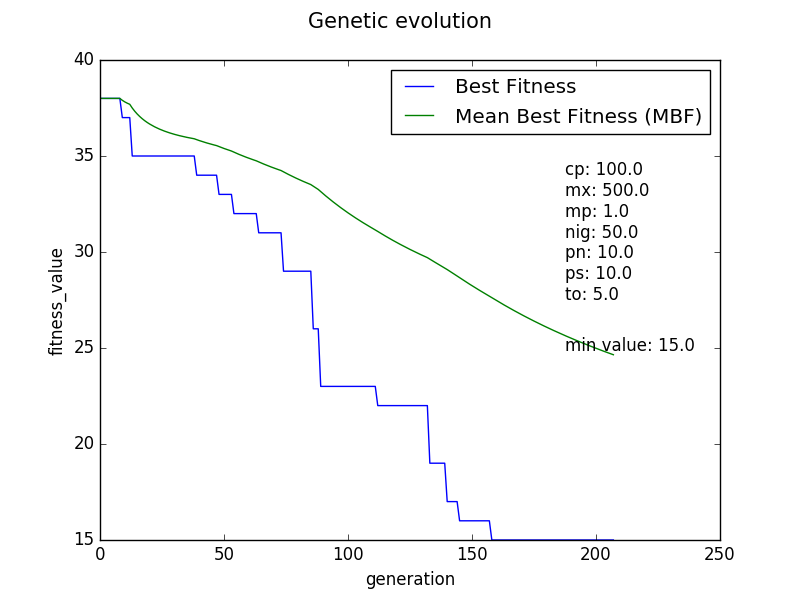 Genetic evolution
40
35
30
25
20
15
fitness_value
0
50
100
150
200
250
generation
Best Fitness
Mean Best Fitness (MBF)
cp: 100.0
mx: 500.0
mp: 1.0
nig: 50.0
pn: 10.0
ps: 10.0
to: 5.0
min value: 15.0